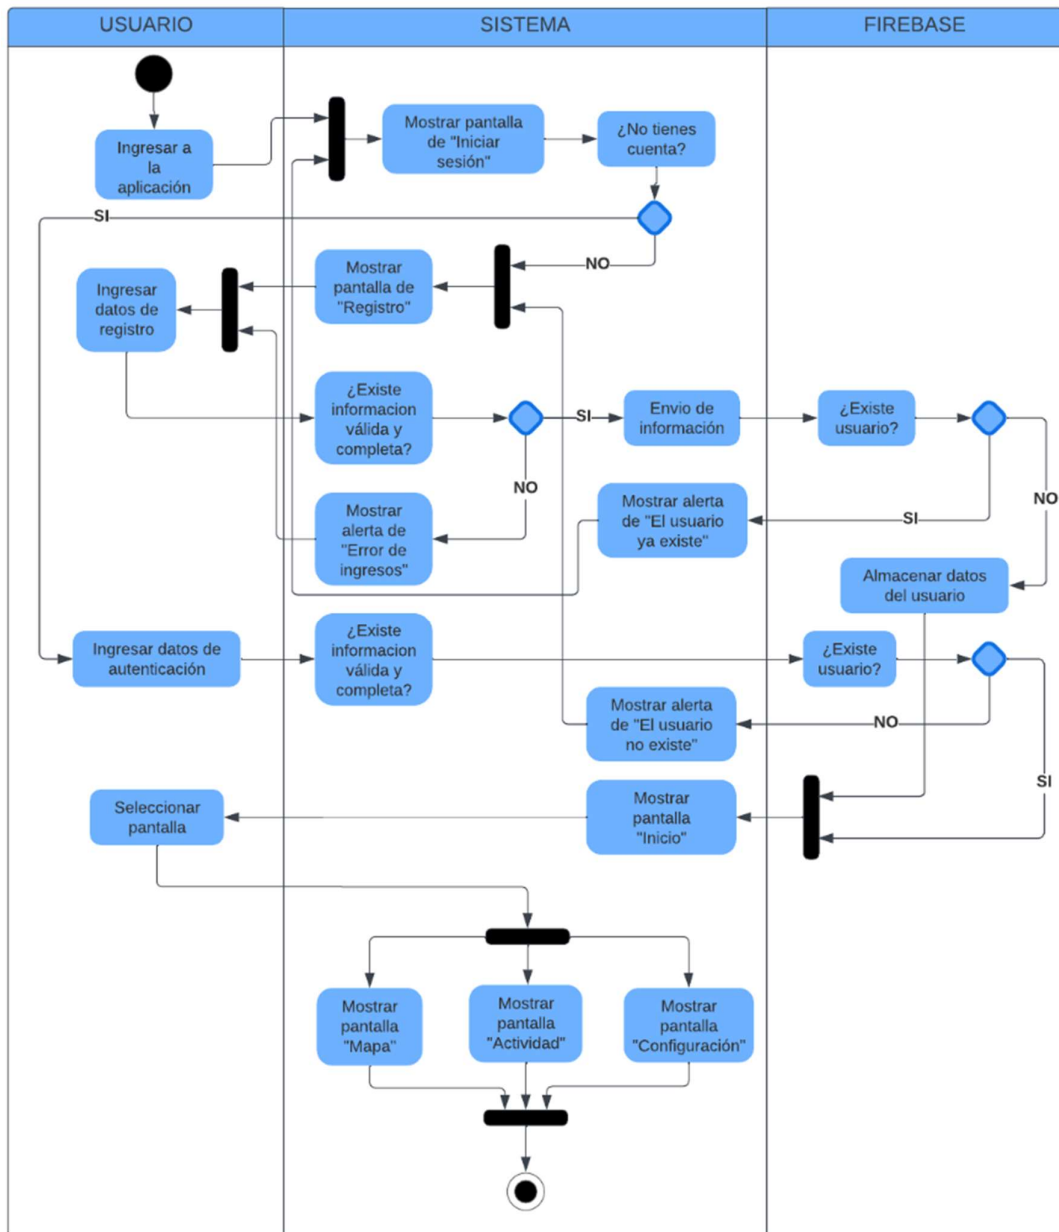 USUARIO
SISTEMA
FIREBASE
Ingresar a
la
aplicación
Mostrar pantalla
de "Iniciar
sesión"
¿No tienes
cuenta?
SI
NO
Ingresar
datos de
registro
Mostrar
pantalla de
"Registro"
¿Existe
informacion
válida y
completa?
SI
Envio de
información
¿Existe
usuario?
NO
NO
Mostrar
alerta de
"Error de
ingresos"
Mostrar alerta
de "El usuario
ya existe"
SI
Almacenar datos
del usuario
Ingresar datos de
autenticación
¿Existe
informacion
válida y
completa?
¿Existe
usuario?
Mostrar alerta
de "El usuario
no existe"
NO
SI
Seleccionar
pantalla
Mostrar
pantalla
"Inicio"
Mostrar
pantalla
"Mapa"
Mostrar
pantalla
"Actividad"
Mostrar
pantalla
"Configuración"